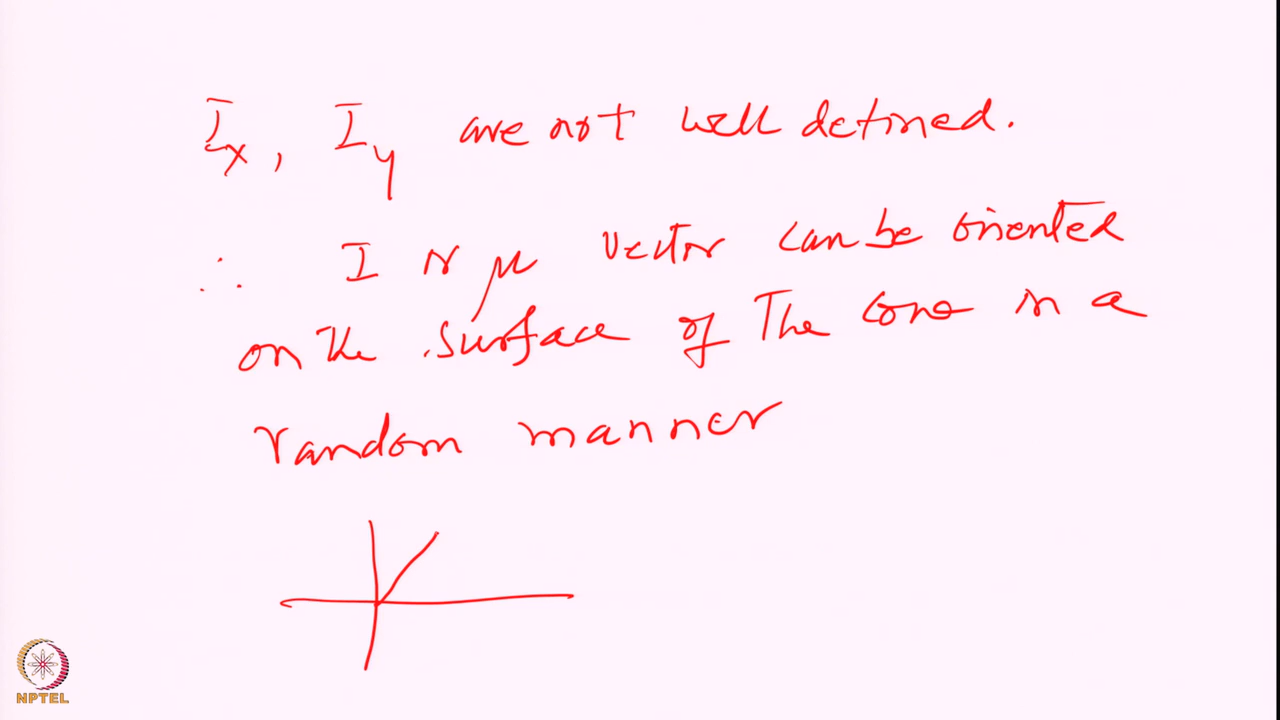 Ix, Iy are not well defined.
∴ I or μ vector can be oriented
on the surface of The cone in a
random manner
NPTEL